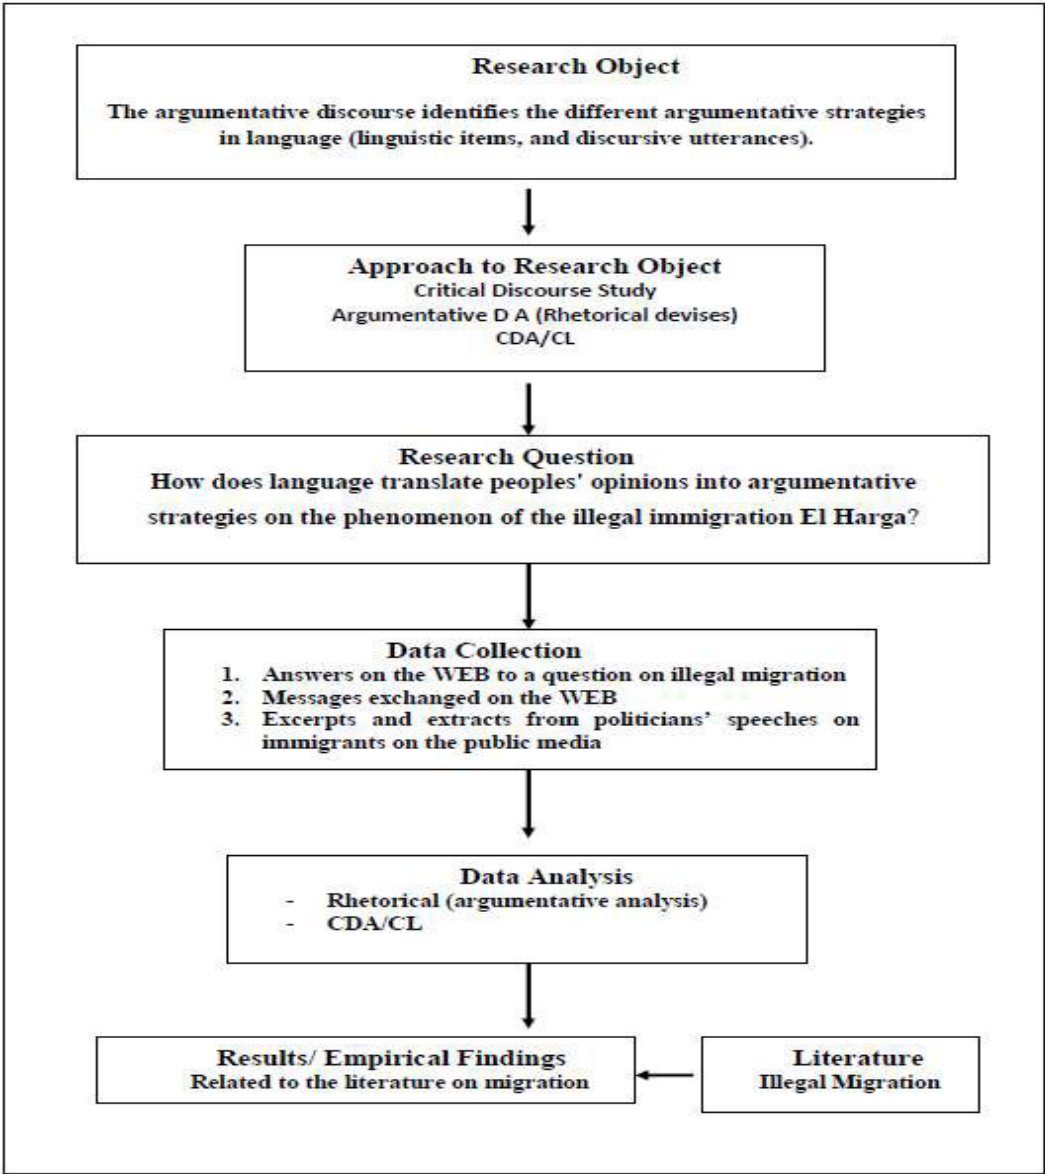 Research Object
The argumentative discourse identifies the different argumentative strategies
in language (linguistic items, and discursive utterances).
Approach to Research Object
Critical Discourse Study
Argumentative D A (Rhetorical devises)
CDA/CL
Research Question
How does language translate peoples' opinions into argumentative
strategies on the phenomenon of the illegal immigration El Harga?
Data Collection
1. Answers on the WEB to a question on illegal migration
2. Messages exchanged on the WEB
3. Excerpts and extracts from politicians’ speeches on
immigrants on the public media
Data Analysis
- Rhetorical (argumentative analysis)
- CDA/CL
Results/ Empirical Findings
Related to the literature on migration
Literature
Illegal Migration